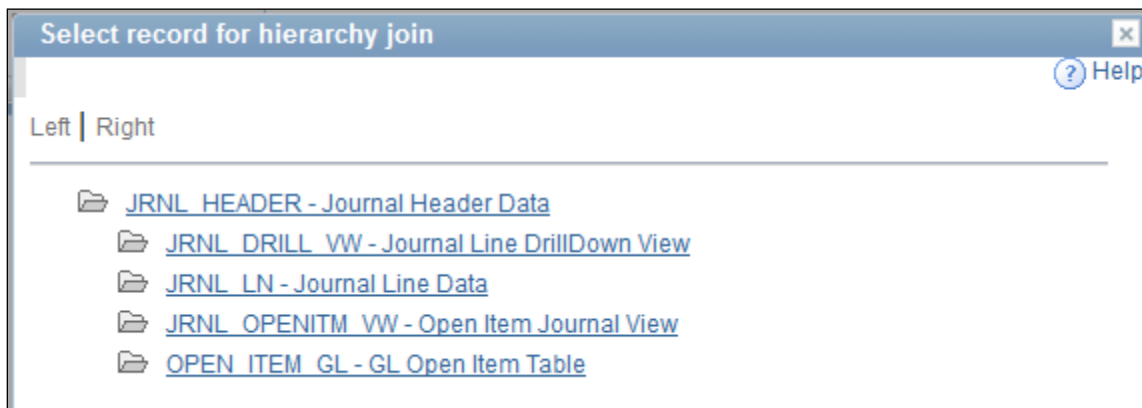 Select record for hierarchy join
Help
Left | Right
JRNL_HEADER - Journal Header Data
JRNL_DRILL_VW - Journal Line DrillDown View
JRNL_LN - Journal Line Data
JRNL_OPENITM_VW - Open Item Journal View
OPEN_ITEM_GL - GL Open Item Table